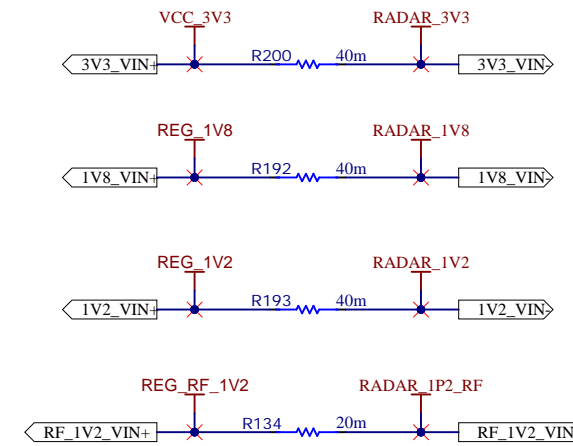 VCC_3V3 RADAR_3V3
3V3_VIN+ R200 40m 3V3_VIN-
REG_1V8 RADAR_1V8
1V8_VIN+ R192 40m 1V8_VIN-
REG_1V2 RADAR_1V2
1V2_VIN+ R193 40m 1V2_VIN-
REG_RF_1V2 RADAR_1P2_RF
RF_1V2_VIN+ R134 20m RF_1V2_VIN